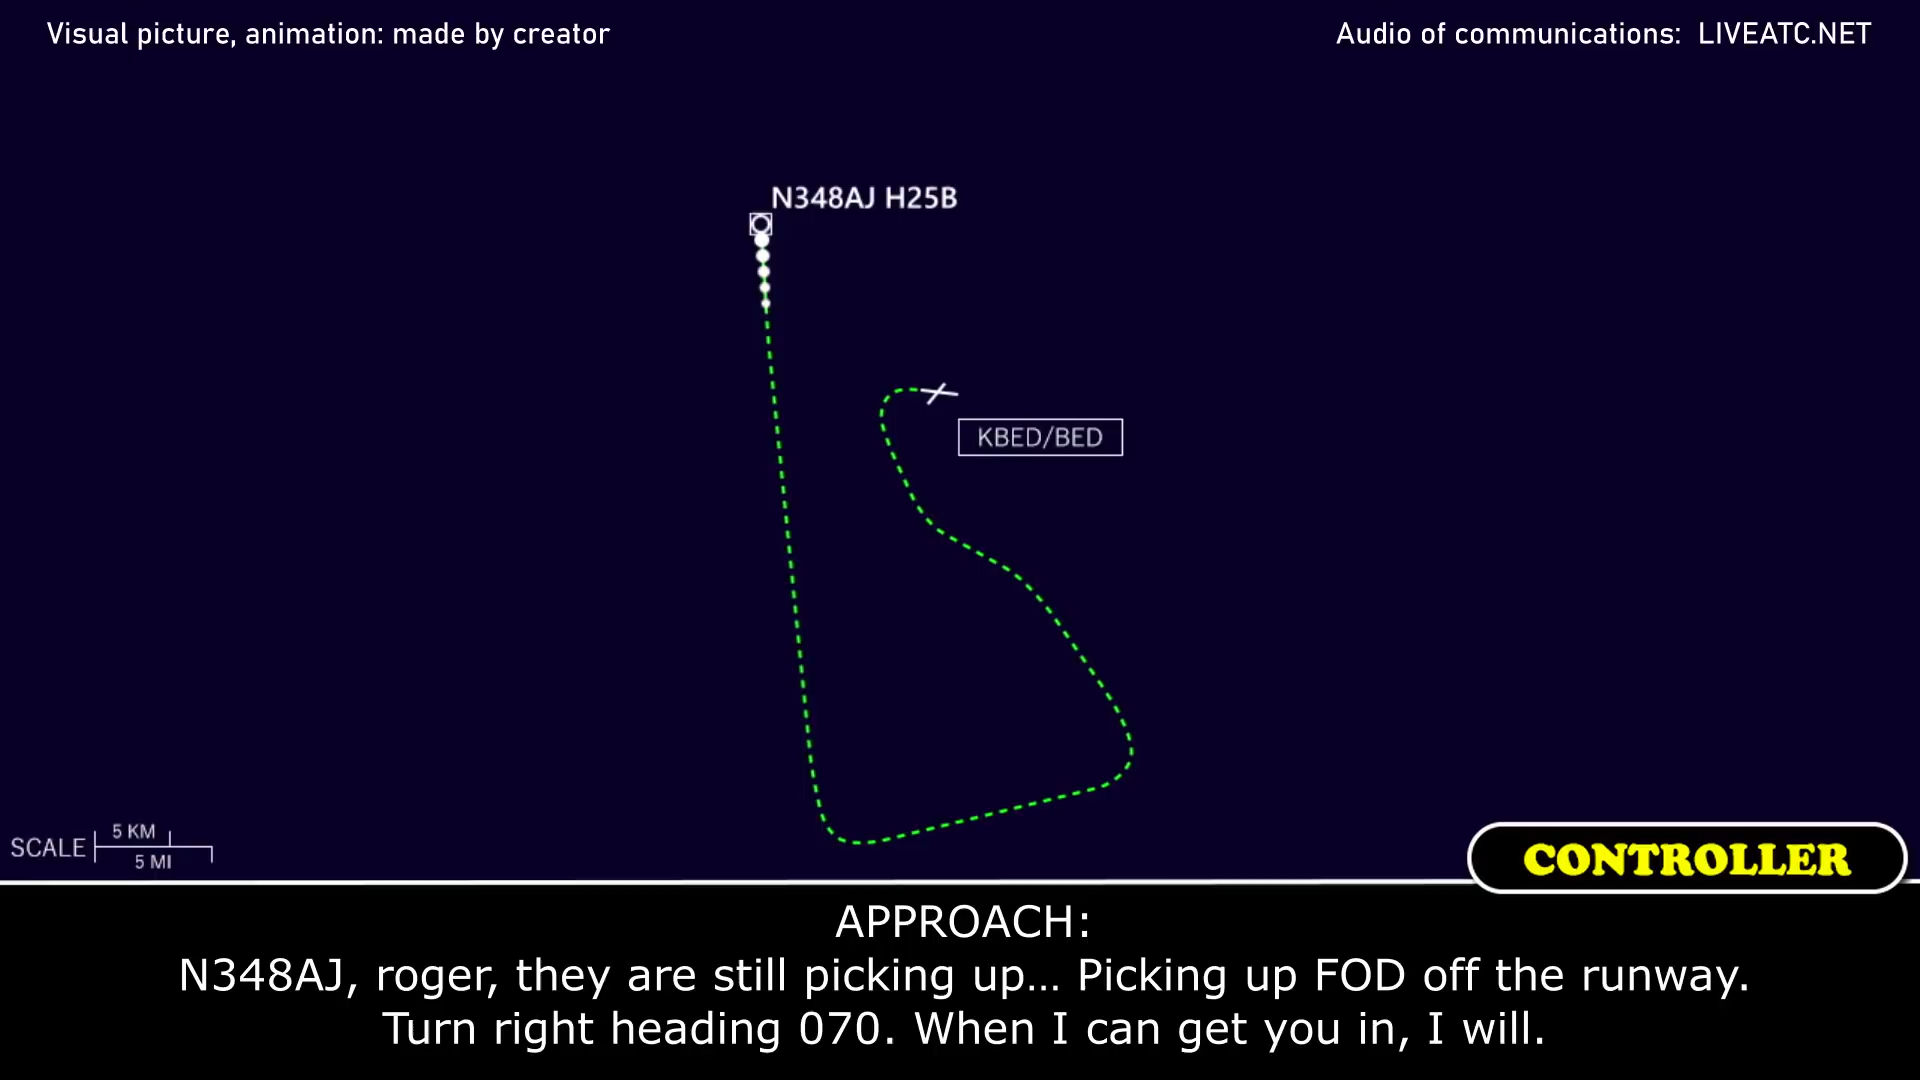 Visual picture, animation: made by creator
Audio of communications: LIVEATC.NET
N348AJ H25B
KBED/BED
SCALE
5 KM
5 MI
CONTROLLER
APPROACH:
N348AJ, roger, they are still picking up... Picking up FOD off the runway.
Turn right heading 070. When I can get you in, I will.